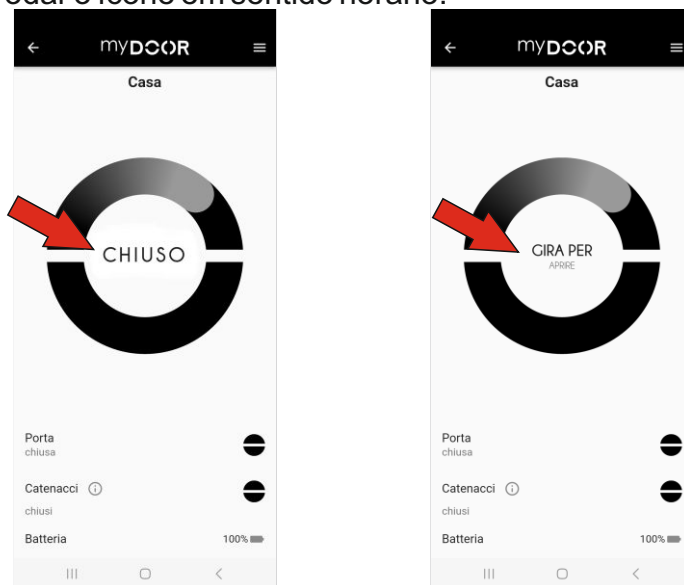 odar o ícone em sentido horário.
myDOOR
Casa
CHIUSO
Porta
chiusa
Catenacci
chiusi
Batteria 100%
myDOOR
Casa
GIRA PER
APRIRE
Porta
chiusa
Catenacci
chiusi
Batteria 100%